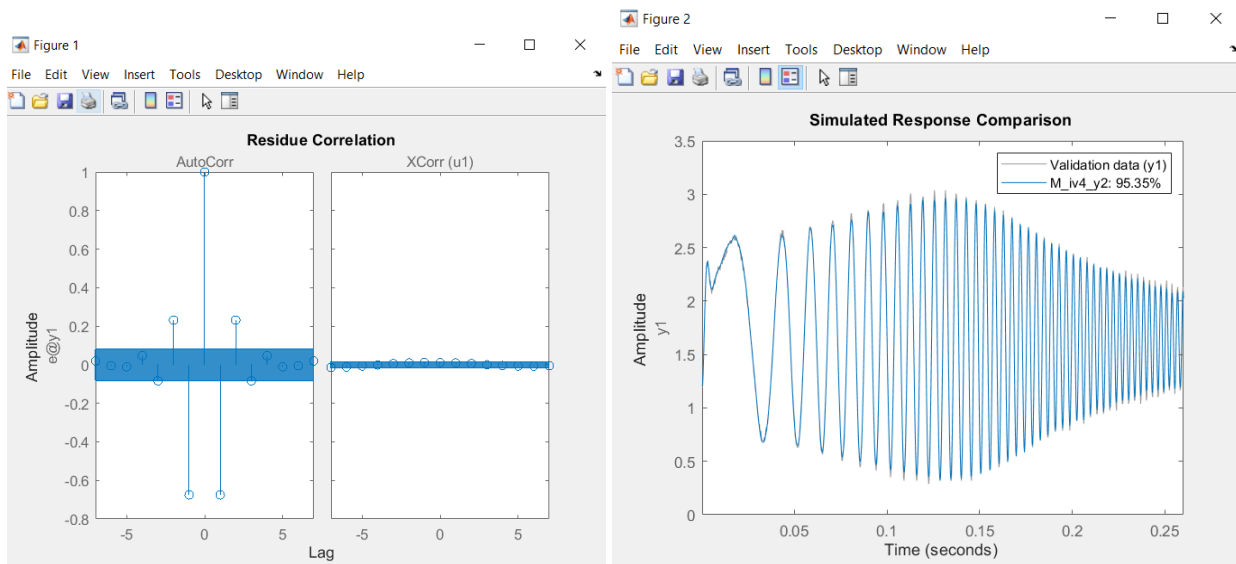 Figure 1
File Edit View Insert Tools Desktop Window Help
Residue Correlation
AutoCorr
XCorr (u1)
Amplitude
e@y1
1
0.8
0.6
0.4
0.2
0
-0.2
-0.4
-0.6
-0.8
-5 0 5
-5 0 5
Lag
Figure 2
File Edit View Insert Tools Desktop Window Help
Simulated Response Comparison
Validation data (y1)
M_iv4_y2: 95.35%
Amplitude
y1
3.5
3
2.5
2
1.5
1
0.5
0
0.05 0.1 0.15 0.2 0.25
Time (seconds)